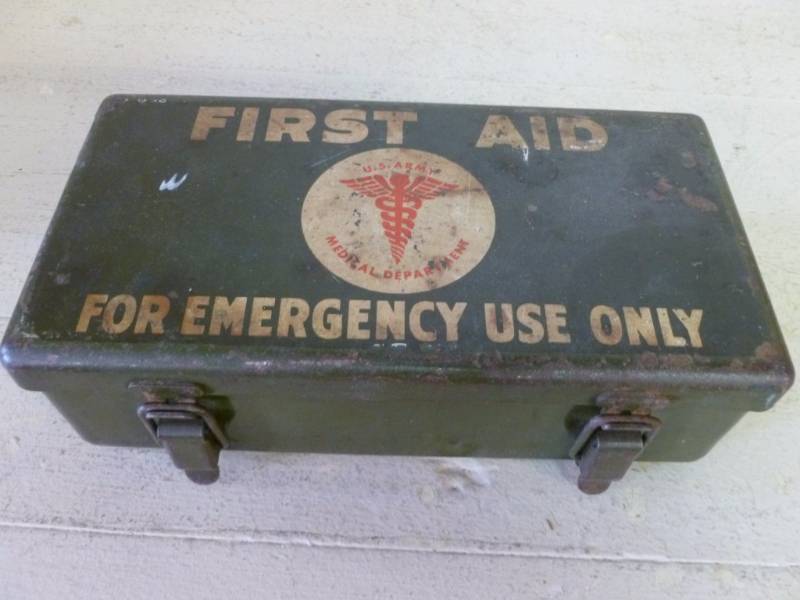 FIRST AID
U.S. ARMY
MEDICAL DEPARTMENT
FOR EMERGENCY USE ONLY